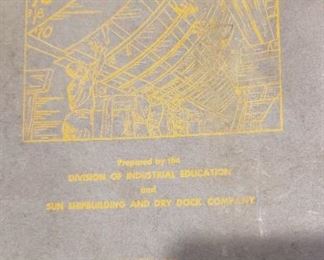 Prepared by the
DIVISION OF INDUSTRIAL EDUCATION
and
SUN SHIPBUILDING AND DRY DOCK COMPANY